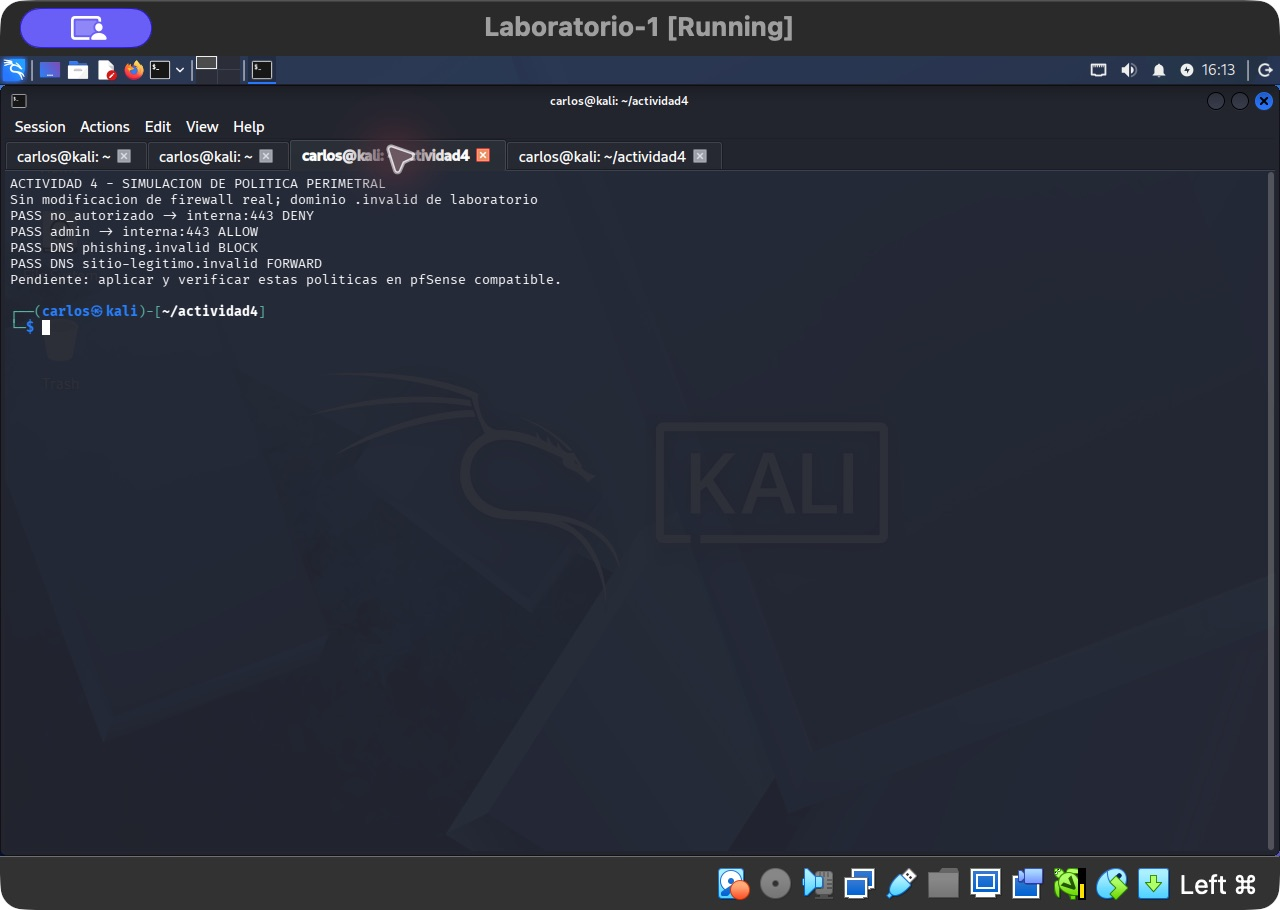 Laboratorio-1 [Running]
16:13
carlos@kali: ~/actividad4
Session Actions Edit View Help
carlos@kali: ~
carlos@kali: ~
carlos@kali: ~/actividad4
carlos@kali: ~/actividad4
ACTIVIDAD 4 - SIMULACION DE POLITICA PERIMETRAL
Sin modificacion de firewall real; dominio .invalid de laboratorio
PASS no_autorizado → interna:443 DENY
PASS admin → interna:443 ALLOW
PASS DNS phishing.invalid BLOCK
PASS DNS sitio-legitimo.invalid FORWARD
Pendiente: aplicar y verificar estas politicas en pfSense compatible.
┌──(carlos㉿kali)-[~/actividad4]
└─$
Trash
KALI
Left ⌘